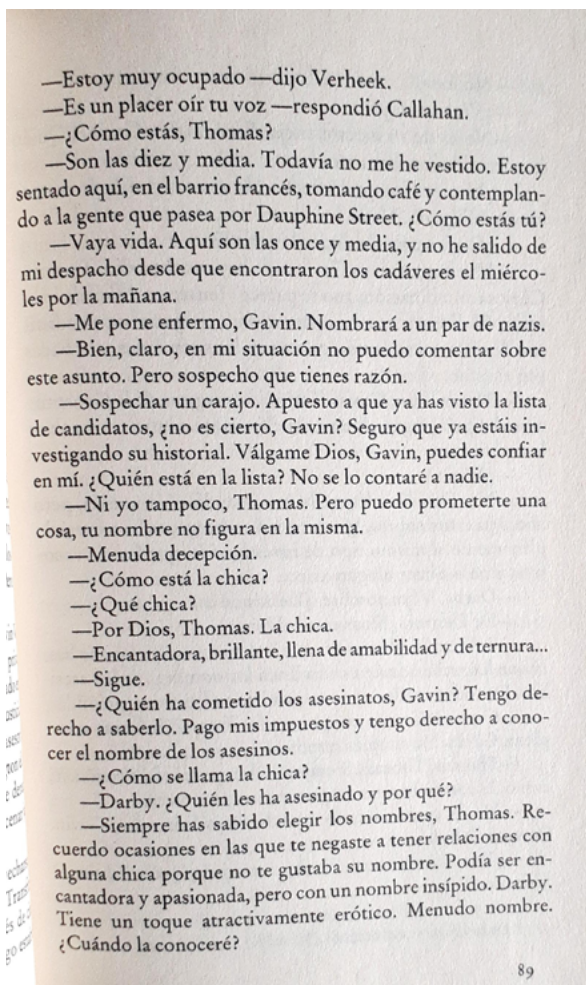 —Estoy muy ocupado —dijo Verheek.
—Es un placer oír tu voz —respondió Callahan.
—¿Cómo estás, Thomas?
—Son las diez y media. Todavía no me he vestido. Estoy
sentado aquí, en el barrio francés, tomando café y contemplan-
do a la gente que pasea por Dauphine Street. ¿Cómo estás tú?
—Vaya vida. Aquí son las once y media, y no he salido de
mi despacho desde que encontraron los cadáveres el miérco-
les por la mañana.
—Me pone enfermo, Gavin. Nombrará a un par de nazis.
—Bien, claro, en mi situación no puedo comentar sobre
este asunto. Pero sospecho que tienes razón.
—Sospechar un carajo. Apuesto a que ya has visto la lista
de candidatos, ¿no es cierto, Gavin? Seguro que ya estáis in-
vestigando su historial. Válgame Dios, Gavin, puedes confiar
en mí. ¿Quién está en la lista? No se lo contaré a nadie.
—Ni yo tampoco, Thomas. Pero puedo prometerte una
cosa, tu nombre no figura en la misma.
—Menuda decepción.
—¿Cómo está la chica?
—¿Qué chica?
—Por Dios, Thomas. La chica.
—Encantadora, brillante, llena de amabilidad y de ternura...
—Sigue.
—¿Quién ha cometido los asesinatos, Gavin? Tengo de-
recho a saberlo. Pago mis impuestos y tengo derecho a cono-
cer el nombre de los asesinos.
—¿Cómo se llama la chica?
—Darby. ¿Quién les ha asesinado y por qué?
—Siempre has sabido elegir los nombres, Thomas. Re-
cuerdo ocasiones en las que te negaste a tener relaciones con
alguna chica porque no te gustaba su nombre. Podía ser en-
cantadora y apasionada, pero con un nombre insípido. Darby.
Tiene un toque atractivamente erótico. Menudo nombre.
¿Cuándo la conoceré?
89